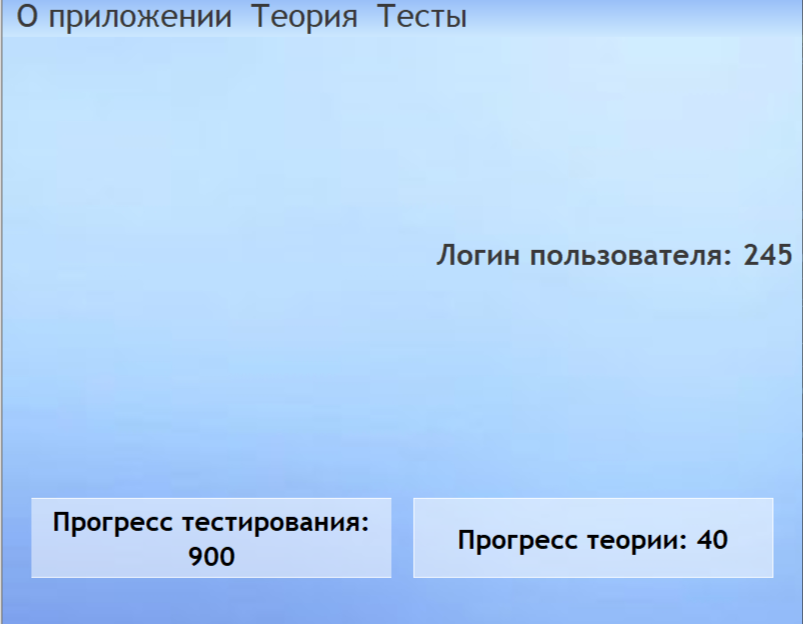 О приложении Теория Тесты
Логин пользователя: 245
Прогресс тестирования:
900
Прогресс теории: 40